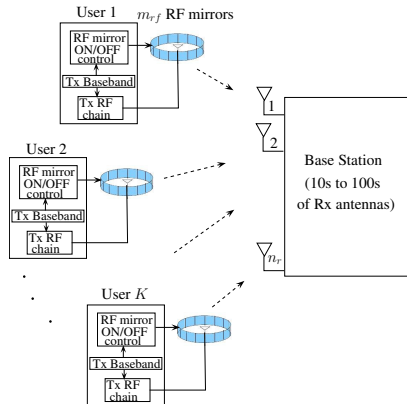 User 1
m_{rf} RF mirrors
RF mirror
ON/OFF
control
Tx Baseband
Tx RF
chain
User 2
RF mirror
ON/OFF
control
Tx Baseband
Tx RF
chain
User K
RF mirror
ON/OFF
control
Tx Baseband
Tx RF
chain
1
2
n_r
Base Station
(10s to 100s
of Rx antennas)